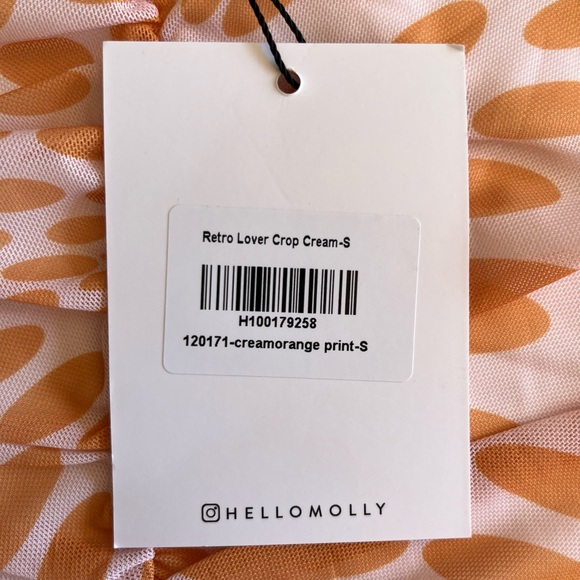 Retro Lover Crop Cream-S
H100179258
120171-creamorange print-S
HELLOMOLLY